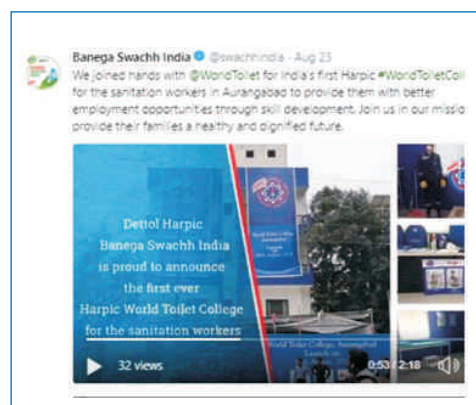 Banega Swachh India @swachhindia - Aug 23
We joined hands with @WorldToilet for India's first Harpic #WorldToiletColl
for the sanitation workers in Aurangabad to provide them with better
employment opportunities through skill development. Join us in our missio
provide their families a healthy and dignified future.
Dettol Harpic
Banega Swachh India
is proud to announce
the first ever
Harpic World Toilet College
for the sanitation workers
World Toilet College, Aurangabad
Launch on
32 views
0:53 / 2:18